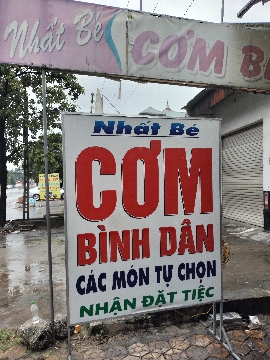 Nhất Bé
CƠM B
Nhất Bé
CƠM
BÌNH DÂN
CÁC MÓN TỰ CHỌN
NHẬN ĐẶT TIỆC